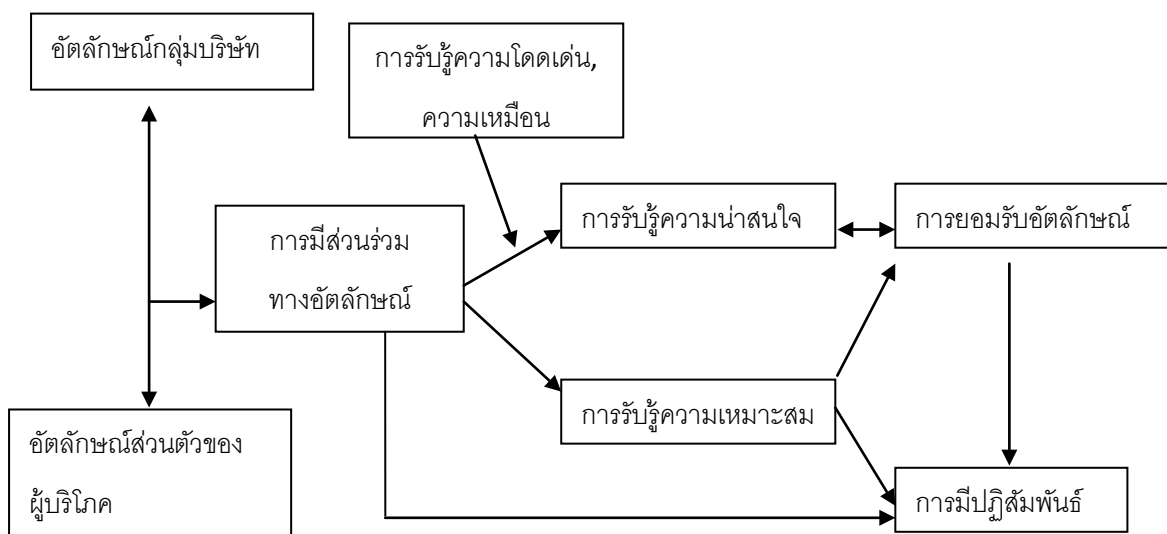 อัตลักษณ์กลุ่มบริษัท
การรับรู้ความโดดเด่น,
ความเหมือน
การรับรู้ความน่าสนใจ
การยอมรับอัตลักษณ์
การมีส่วนร่วม
ทางอัตลักษณ์
การรับรู้ความเหมาะสม
อัตลักษณ์ส่วนตัวของ
ผู้บริโภค
การมีปฏิสัมพันธ์